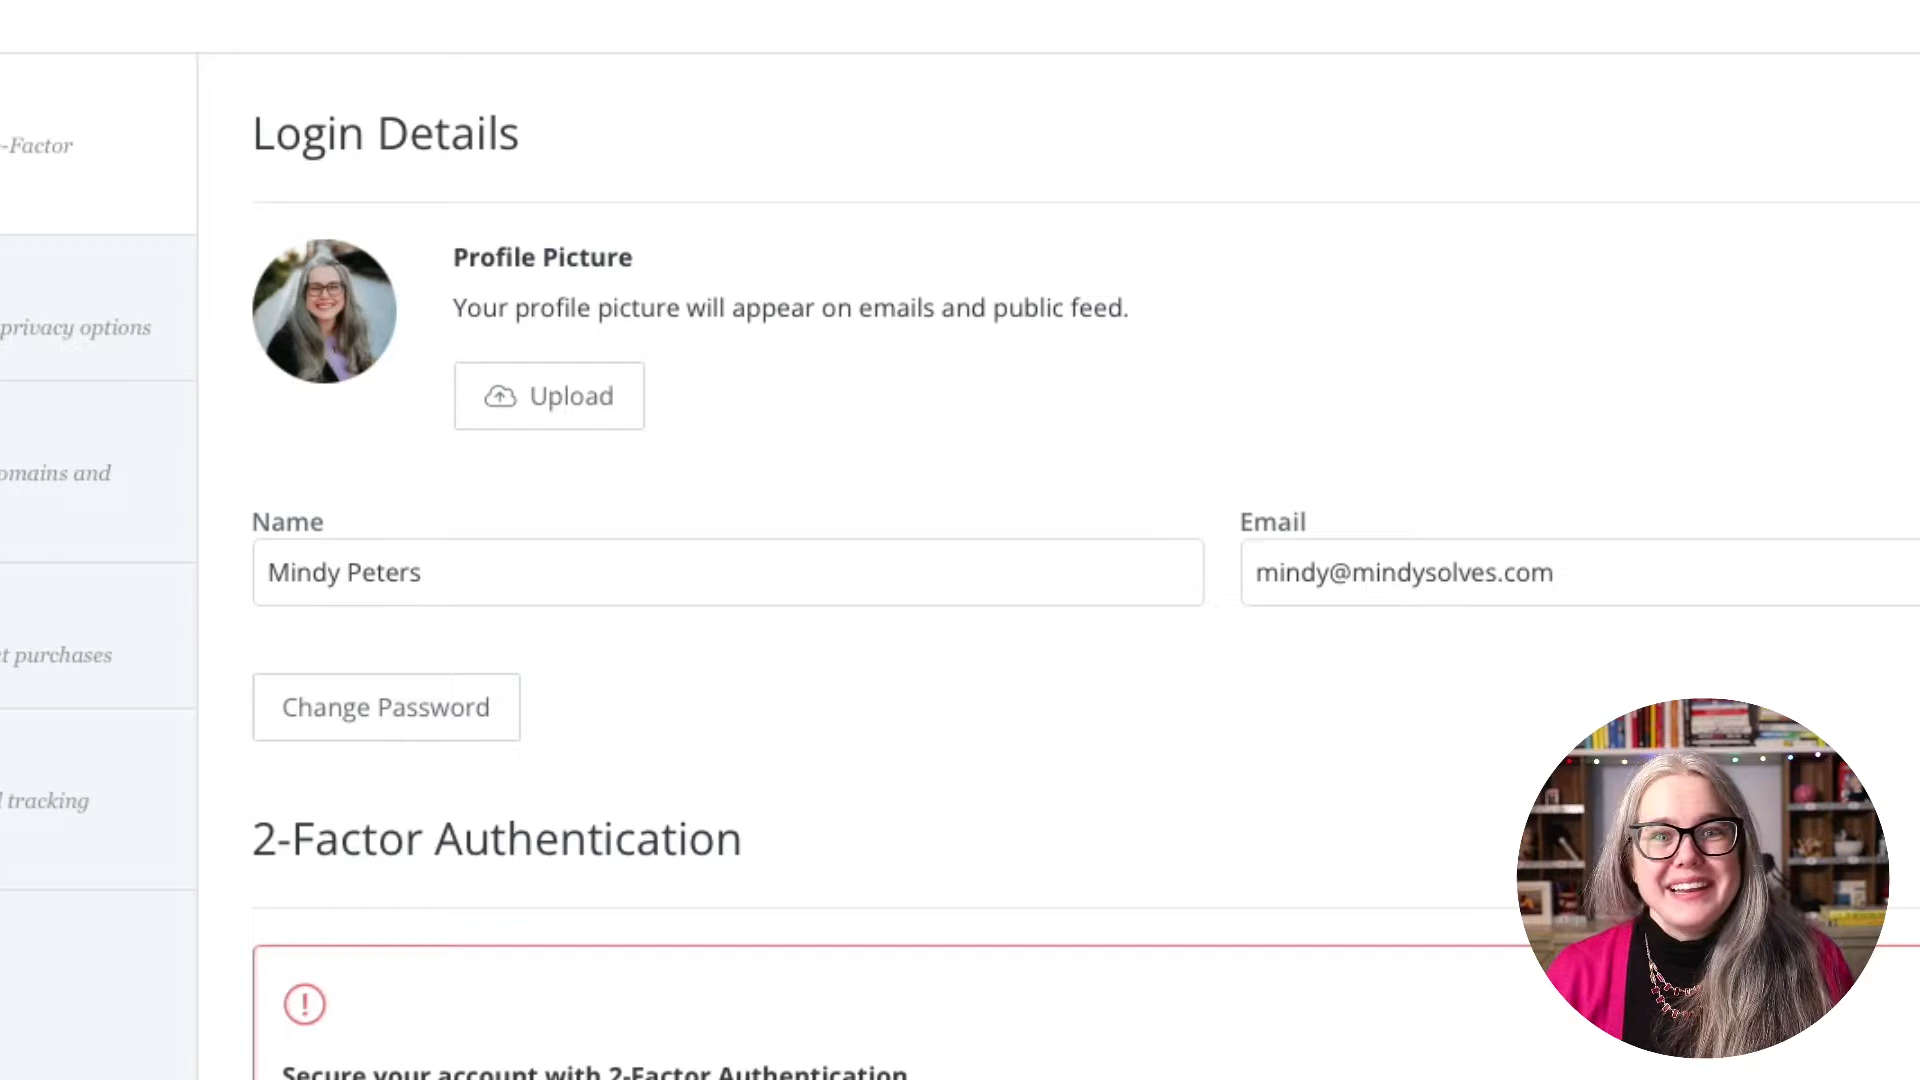 Login Details
-Factor
Profile Picture
Your profile picture will appear on emails and public feed.
privacy options
Upload
omains and
Name
Email
Mindy Peters
mindy@mindysolves.com
t purchases
Change Password
tracking
2-Factor Authentication
Secure your account with 2-Factor Authentication